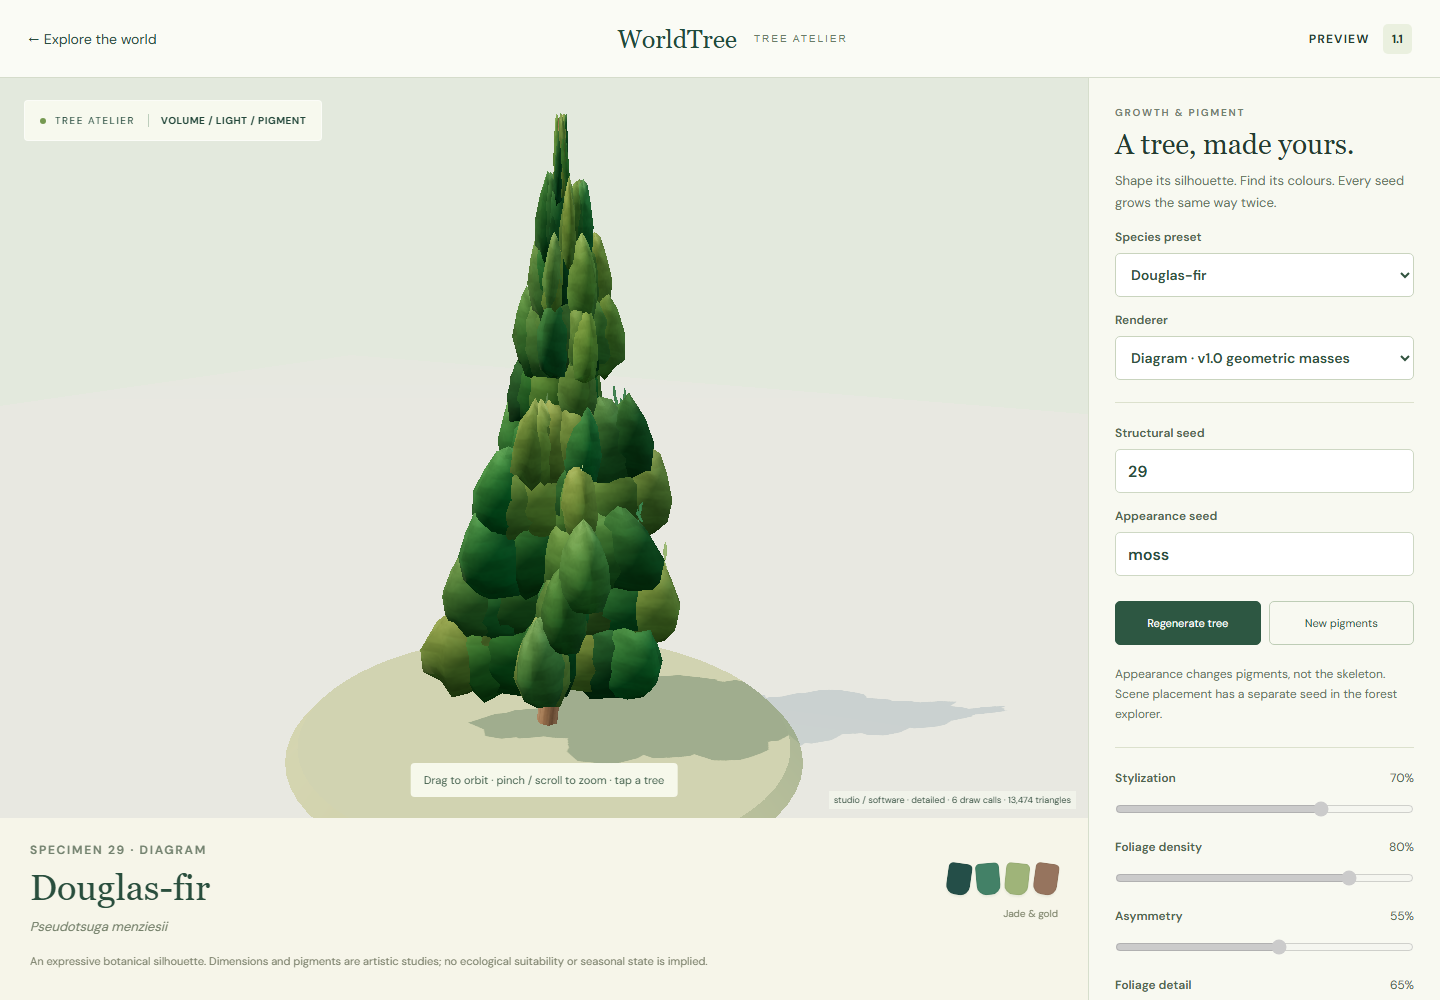 ← Explore the world
WorldTree TREE ATELIER
PREVIEW 1.1
TREE ATELIER VOLUME / LIGHT / PIGMENT
Drag to orbit · pinch / scroll to zoom · tap a tree
studio / software · detailed · 6 draw calls · 13,474 triangles
SPECIMEN 29 · DIAGRAM
Douglas-fir
Pseudotsuga menziesii
An expressive botanical silhouette. Dimensions and pigments are artistic studies; no ecological suitability or seasonal state is implied.
Jade & gold
GROWTH & PIGMENT
A tree, made yours.
Shape its silhouette. Find its colours. Every seed
grows the same way twice.
Species preset
Douglas-fir
Renderer
Diagram · v1.0 geometric masses
Structural seed
29
Appearance seed
moss
Regenerate tree
New pigments
Appearance changes pigments, not the skeleton.
Scene placement has a separate seed in the forest
explorer.
Stylization 70%
Foliage density 80%
Asymmetry 55%
Foliage detail 65%